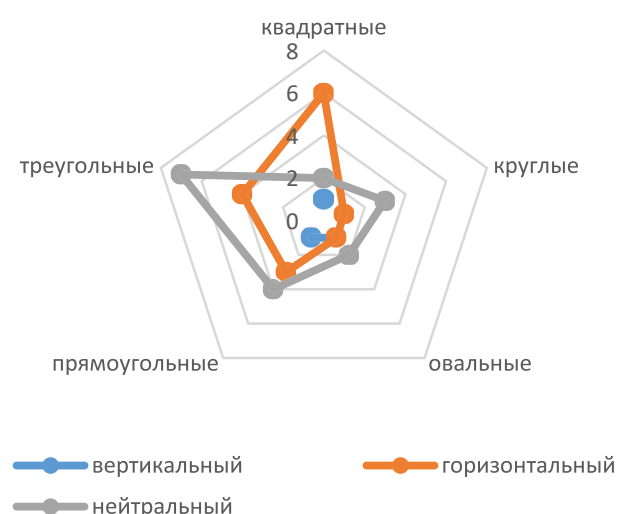 квадратные
8
6
4
2
0
треугольные
круглые
прямоугольные
овальные
вертикальный
горизонтальный
нейтральный